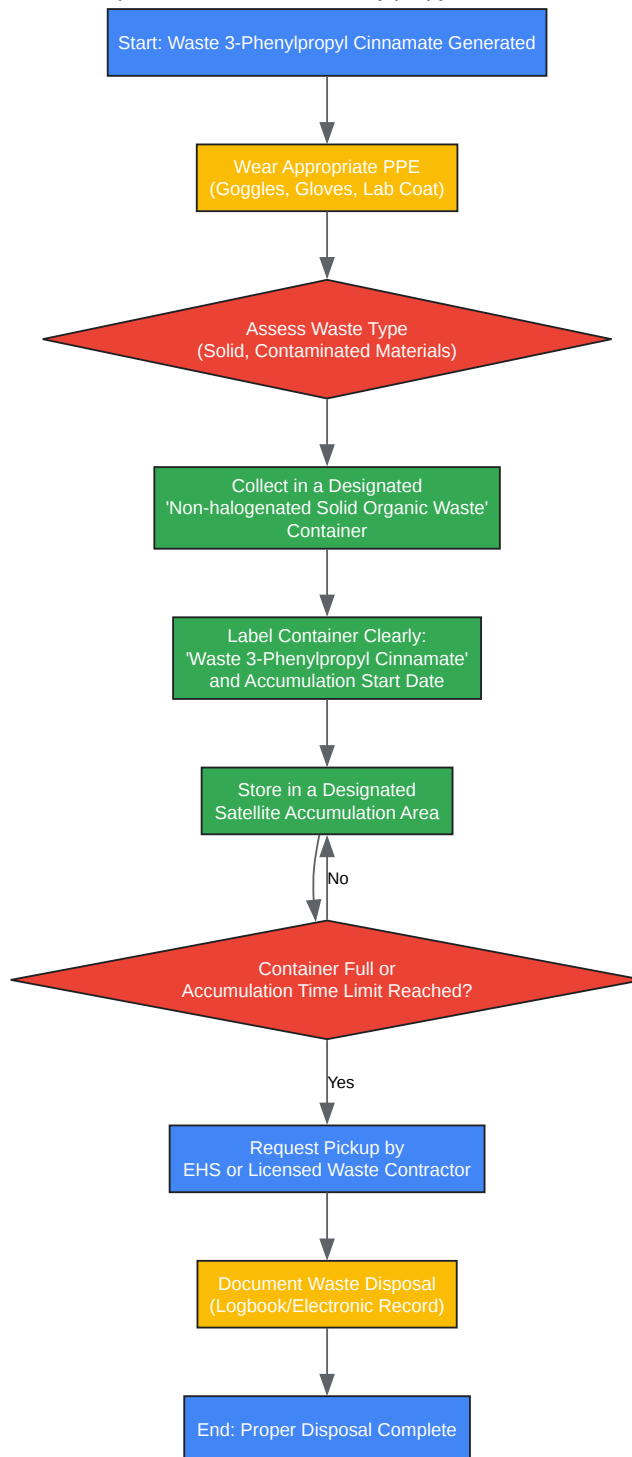 Start: Waste 3-Phenylpropyl Cinnamate Generated
Wear Appropriate PPE
(Goggles, Gloves, Lab Coat)
Assess Waste Type
(Solid, Contaminated Materials)
Collect in a Designated
'Non-halogenated Solid Organic Waste'
Container
Label Container Clearly:
'Waste 3-Phenylpropyl Cinnamate'
and Accumulation Start Date
Store in a Designated
Satellite Accumulation Area
No
Container Full or
Accumulation Time Limit Reached?
Yes
Request Pickup by
EHS or Licensed Waste Contractor
Document Waste Disposal
(Logbook/Electronic Record)
End: Proper Disposal Complete